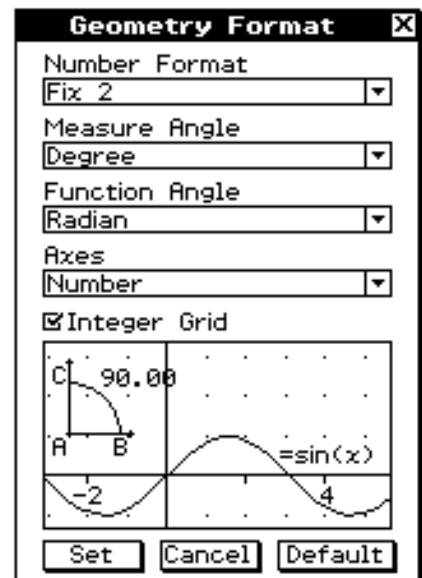 Geometry Format
Number Format
Fix 2
Measure Angle
Degree
Function Angle
Radian
Axes
Number
Integer Grid
C 90.00
A B =sin(x)
-2 4
Set Cancel Default